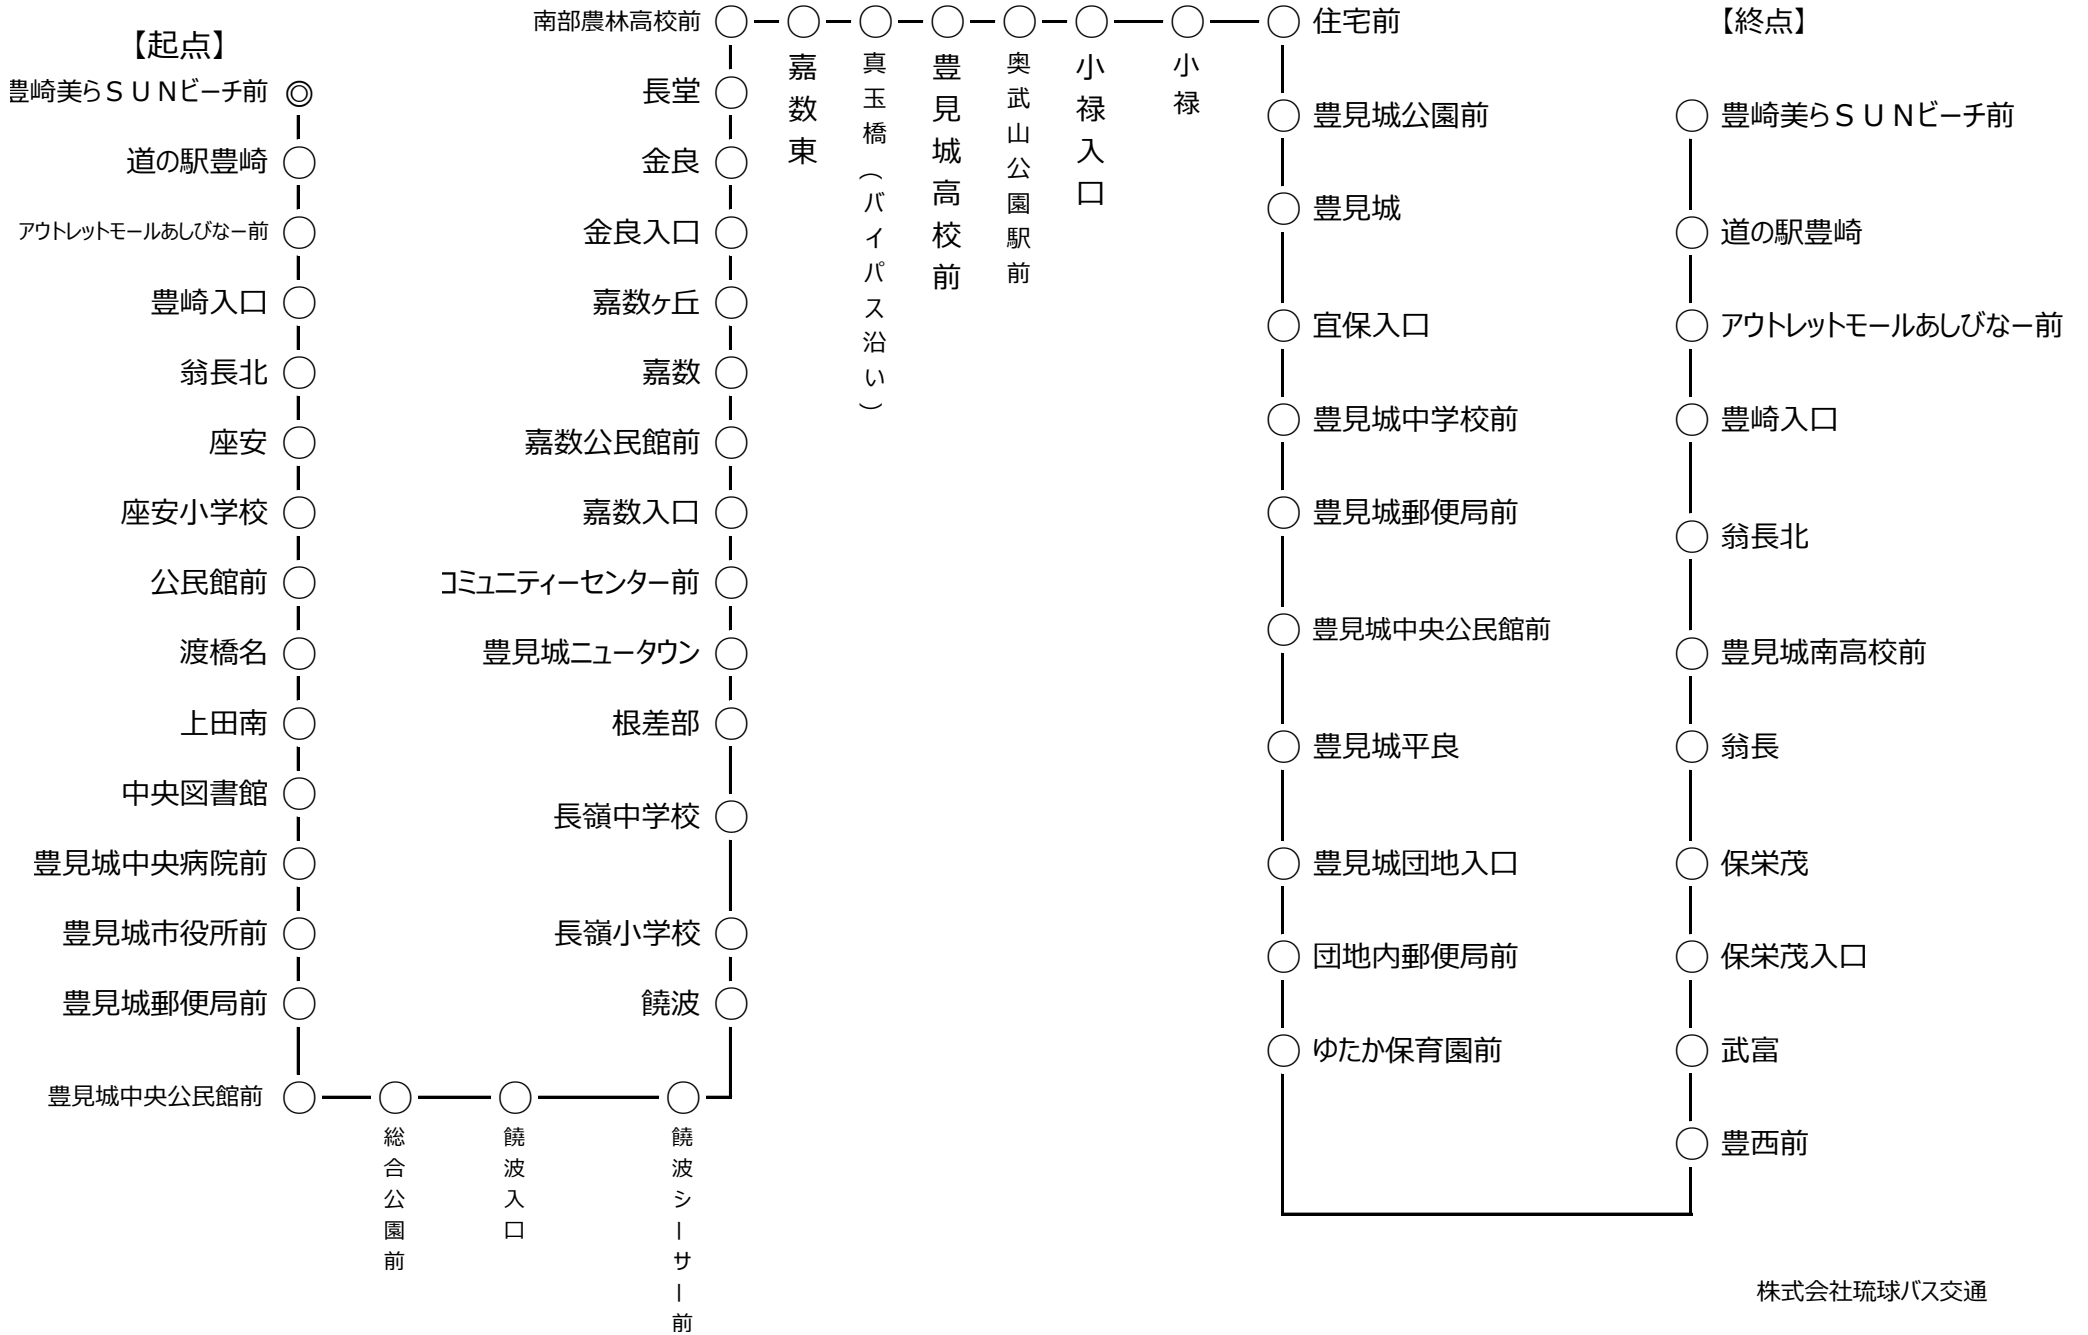 【起点】
豊崎美らＳＵＮビーチ前
道の駅豊崎
アウトレットモールあしびなー前
豊崎入口
翁長北
座安
座安小学校
公民館前
渡橋名
上田南
中央図書館
豊見城中央病院前
豊見城市役所前
豊見城郵便局前
豊見城中央公民館前
総合公園前
饒波入口
饒波シーサー前
饒波
長嶺小学校
長嶺中学校
根差部
豊見城ニュータウン
コミュニティーセンター前
嘉数入口
嘉数公民館前
嘉数
嘉数ヶ丘
金良入口
金良
長堂
南部農林高校前
嘉数東
真玉橋（バイパス沿い）
豊見城高校前
奥武山公園駅前
小禄入口
小禄
住宅前
豊見城公園前
豊見城
宜保入口
豊見城中学校前
豊見城郵便局前
豊見城中央公民館前
豊見城平良
豊見城団地入口
団地内郵便局前
ゆたか保育園前
豊西前
武富
保栄茂入口
保栄茂
翁長
豊見城南高校前
翁長北
豊崎入口
アウトレットモールあしびなー前
道の駅豊崎
豊崎美らＳＵＮビーチ前
【終点】
株式会社琉球バス交通